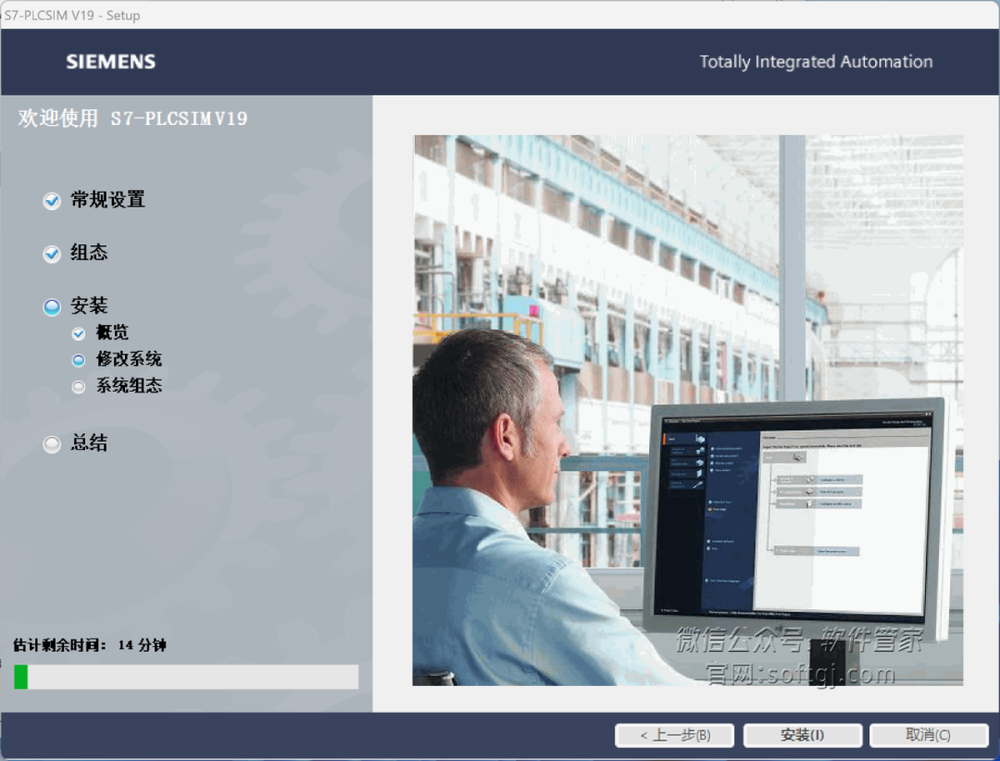 S7-PLCSIM V19 - Setup
SIEMENS
Totally Integrated Automation
欢迎使用 S7-PLCSIM V19
常规设置
组态
安装
概览
修改系统
系统组态
总结
估计剩余时间: 14 分钟
微信公众号:软件管家
官网:softgj.com
< 上一步(B)
安装(I)
取消(C)